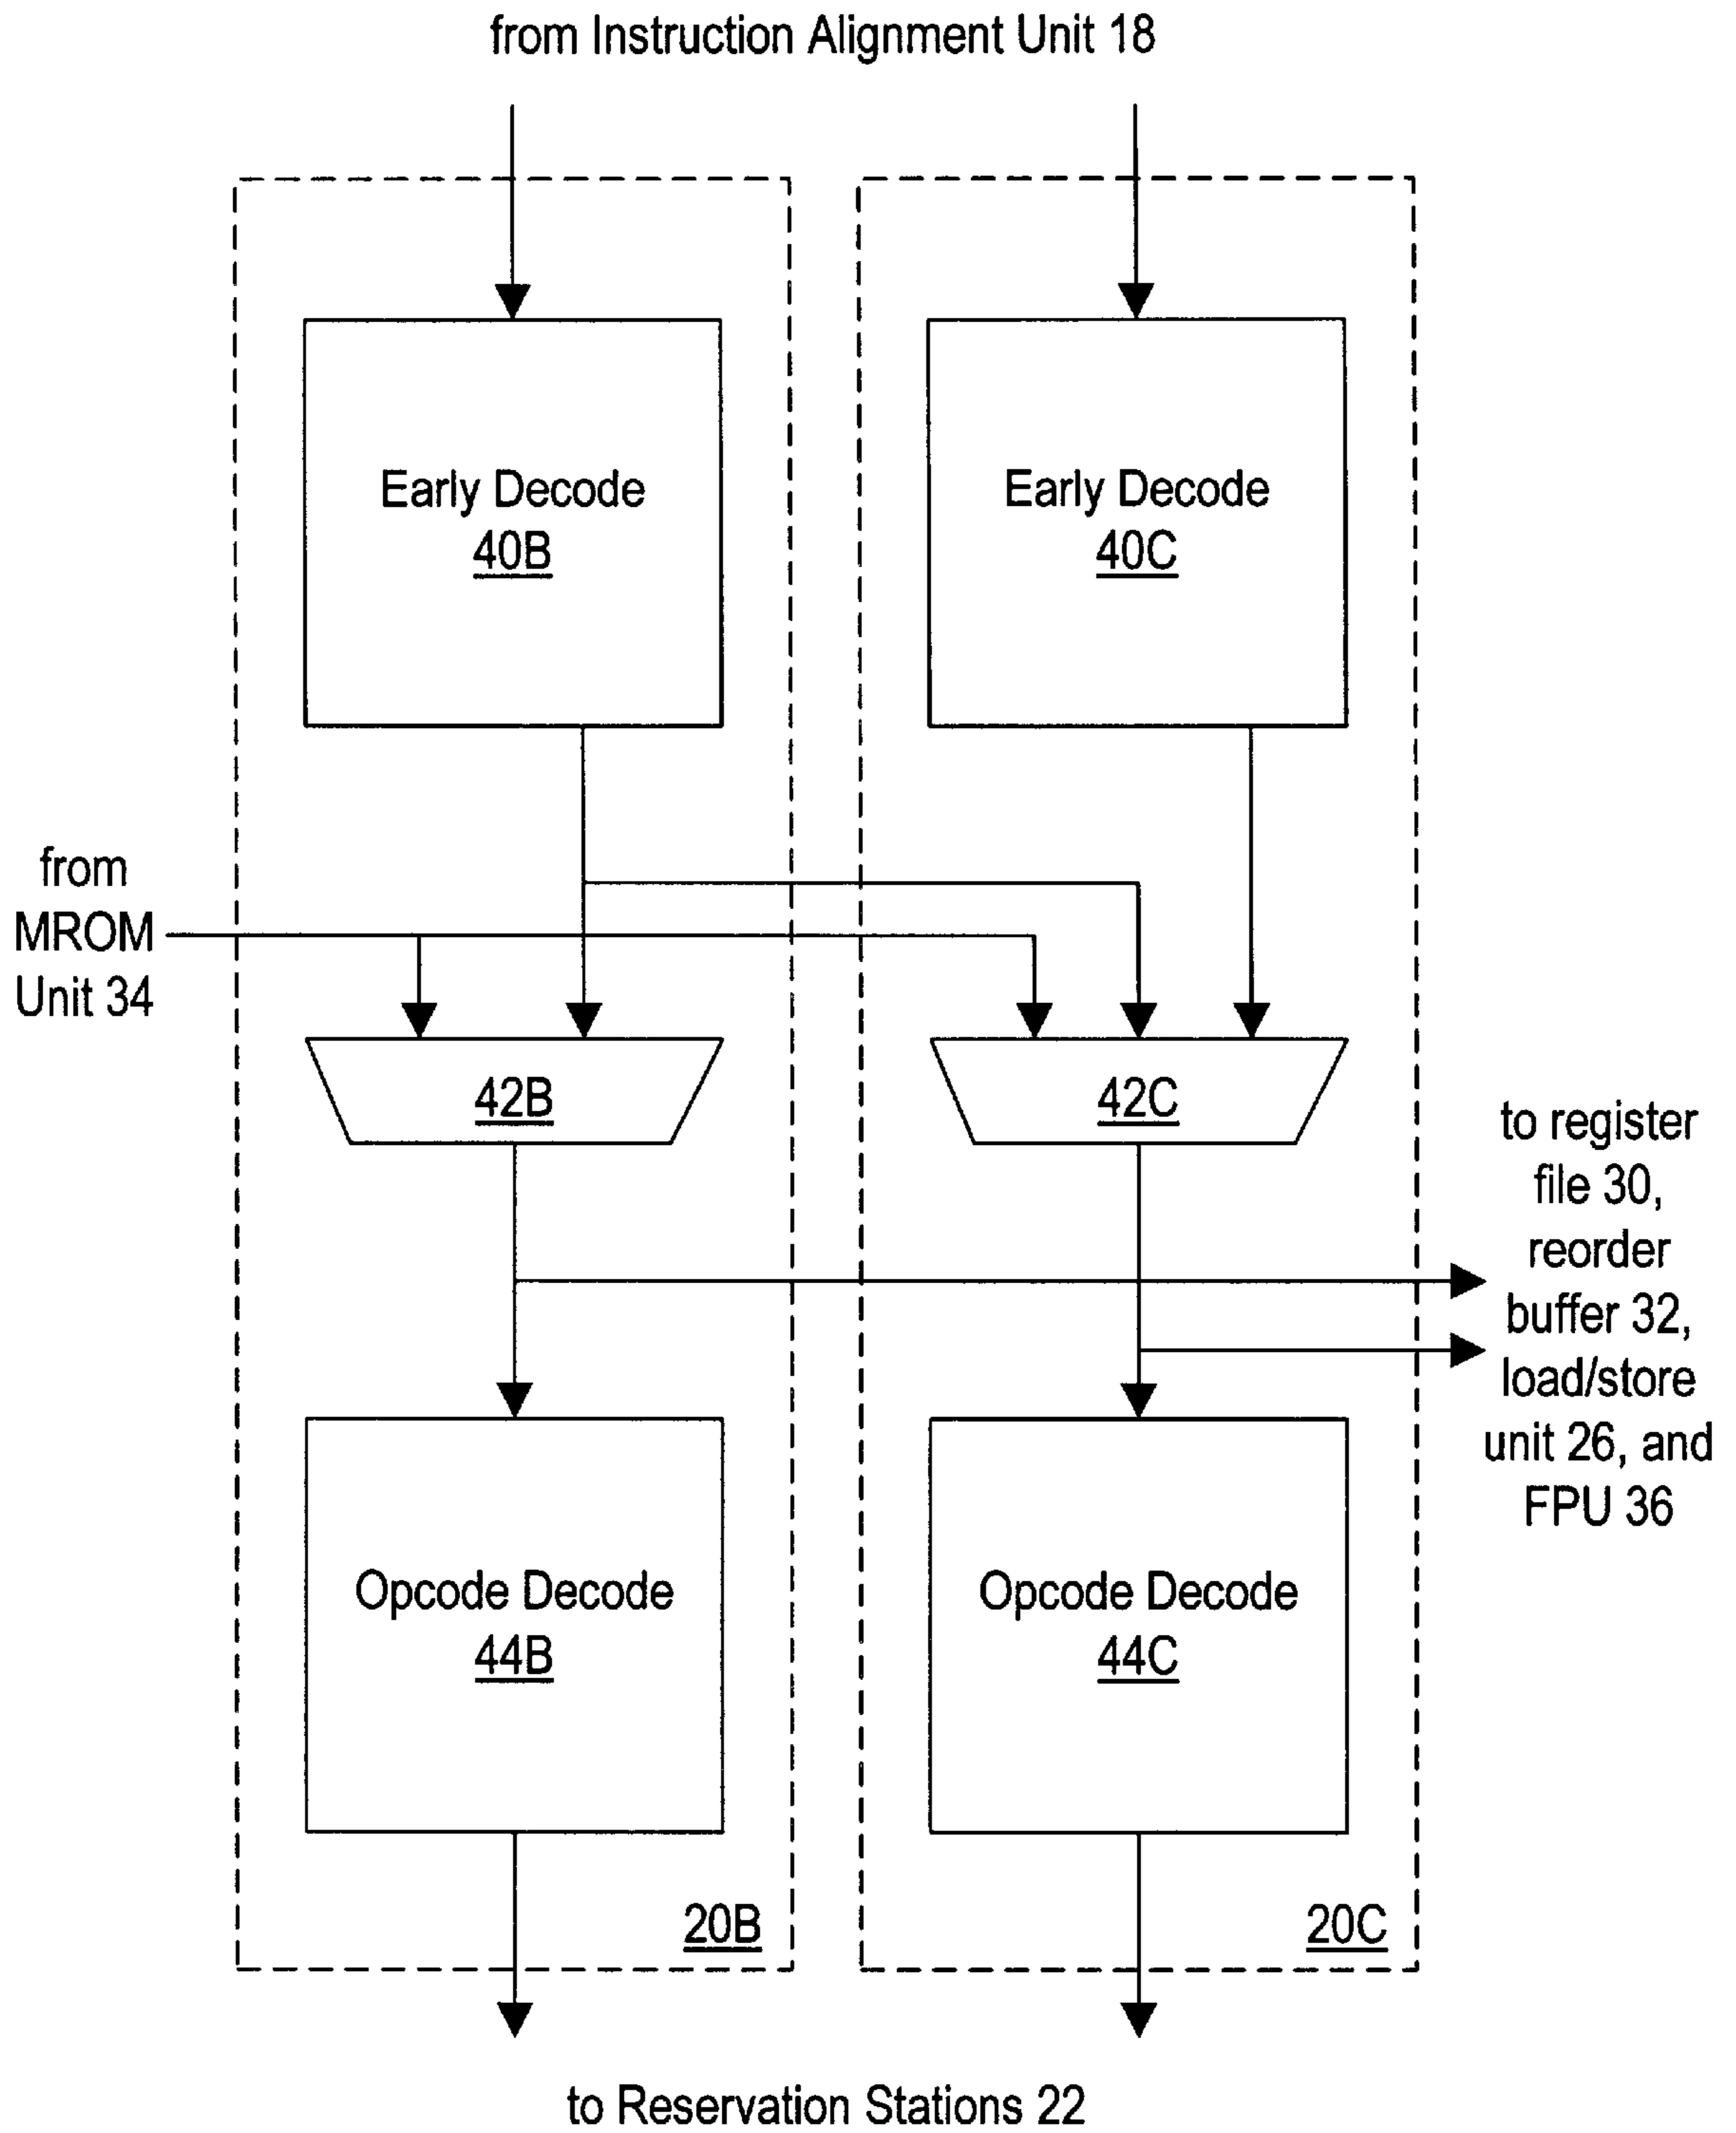 from Instruction Alignment Unit 18
Early Decode
40B
Early Decode
40C
from
MROM
Unit 34
42B
42C
to register
file 30,
reorder
buffer 32,
load/store
unit 26, and
FPU 36
Opcode Decode
44B
Opcode Decode
44C
20B
20C
to Reservation Stations 22